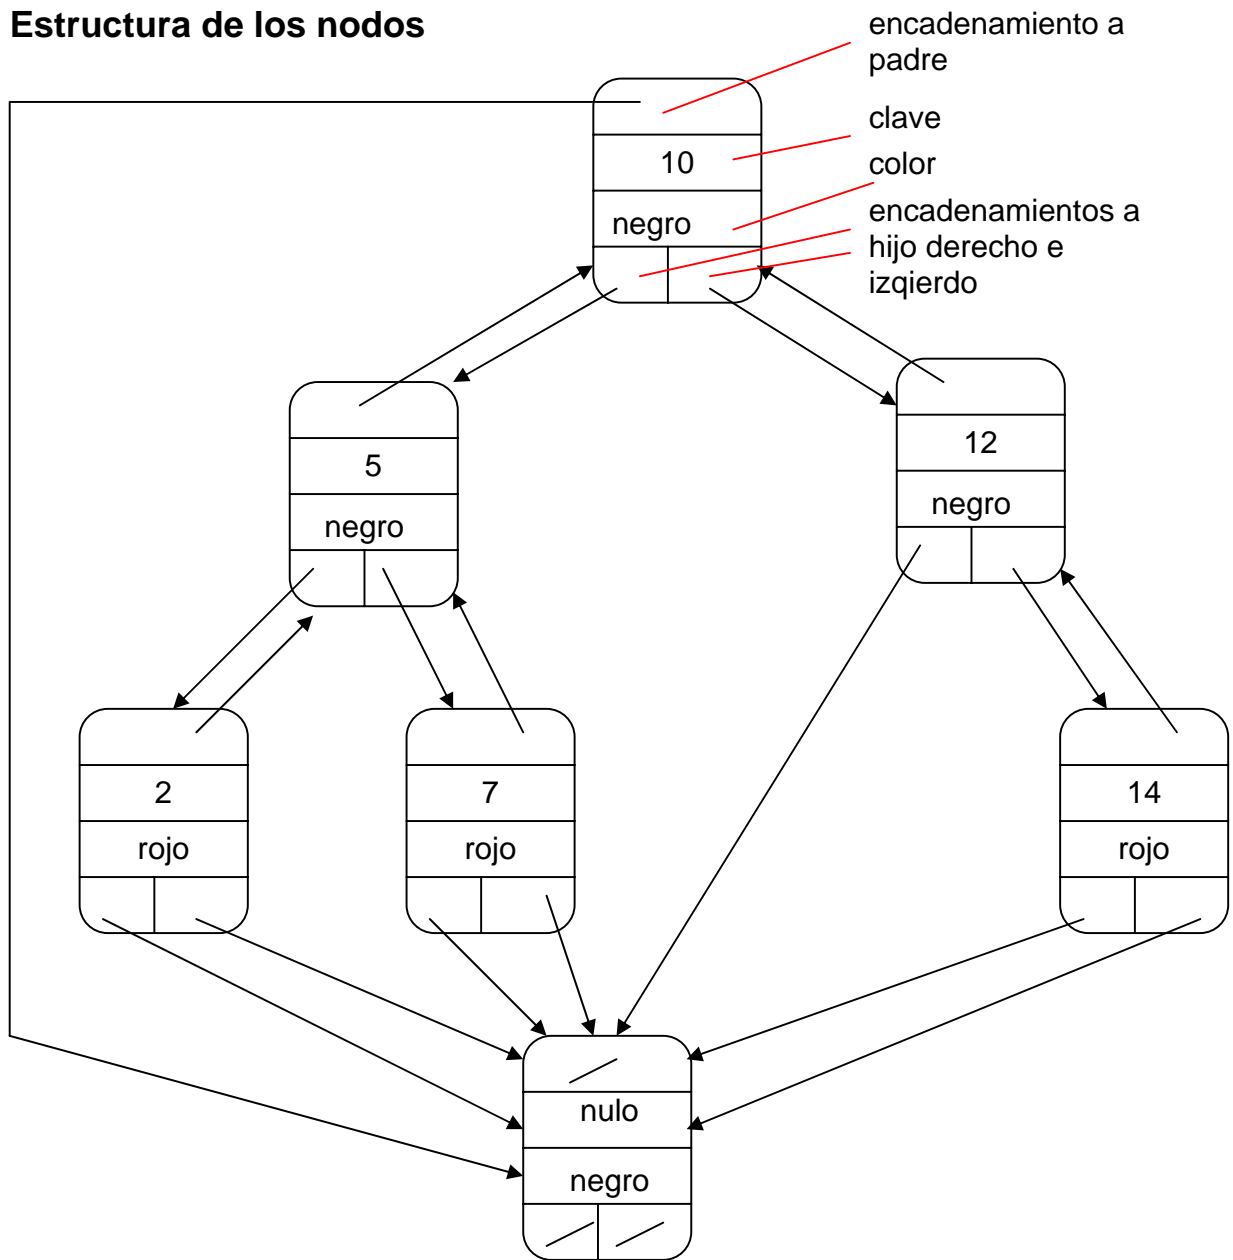 Estructura de los nodos
encadenamiento a
padre
clave
color
encadenamientos a
hijo derecho e
izqierdo
10
negro
5
negro
12
negro
2
rojo
7
rojo
14
rojo
nulo
negro